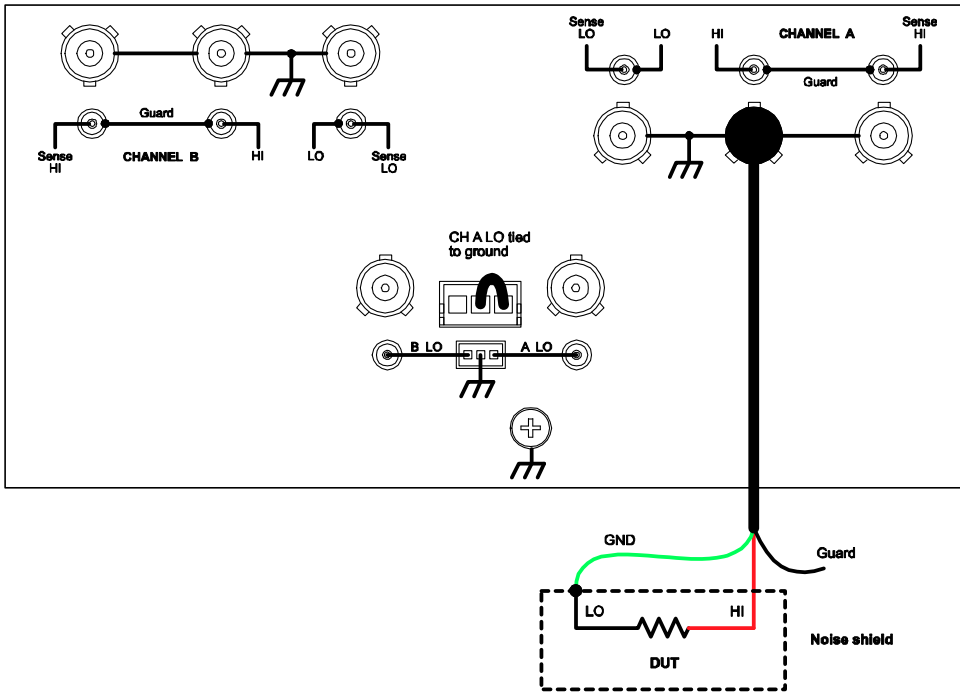 Sense
LO
LO
HI
CHANNEL A
Sense
HI
Guard
Guard
Sense
HI
CHANNEL B
HI
LO
Sense
LO
CH A LO tied
to ground
B LO
A LO
GND
Guard
LO
HI
DUT
Noise shield